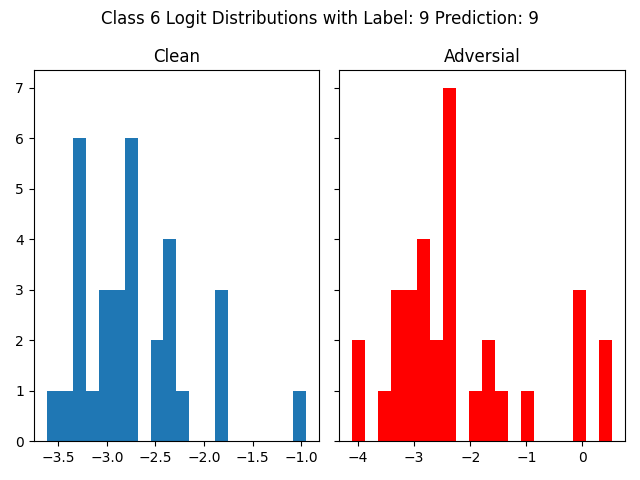 Class 6 Logit Distributions with Label: 9 Prediction: 9
Clean
Adversial
7
6
5
4
3
2
1
0
−3.5 −3.0 −2.5 −2.0 −1.5 −1.0
−4 −3 −2 −1 0